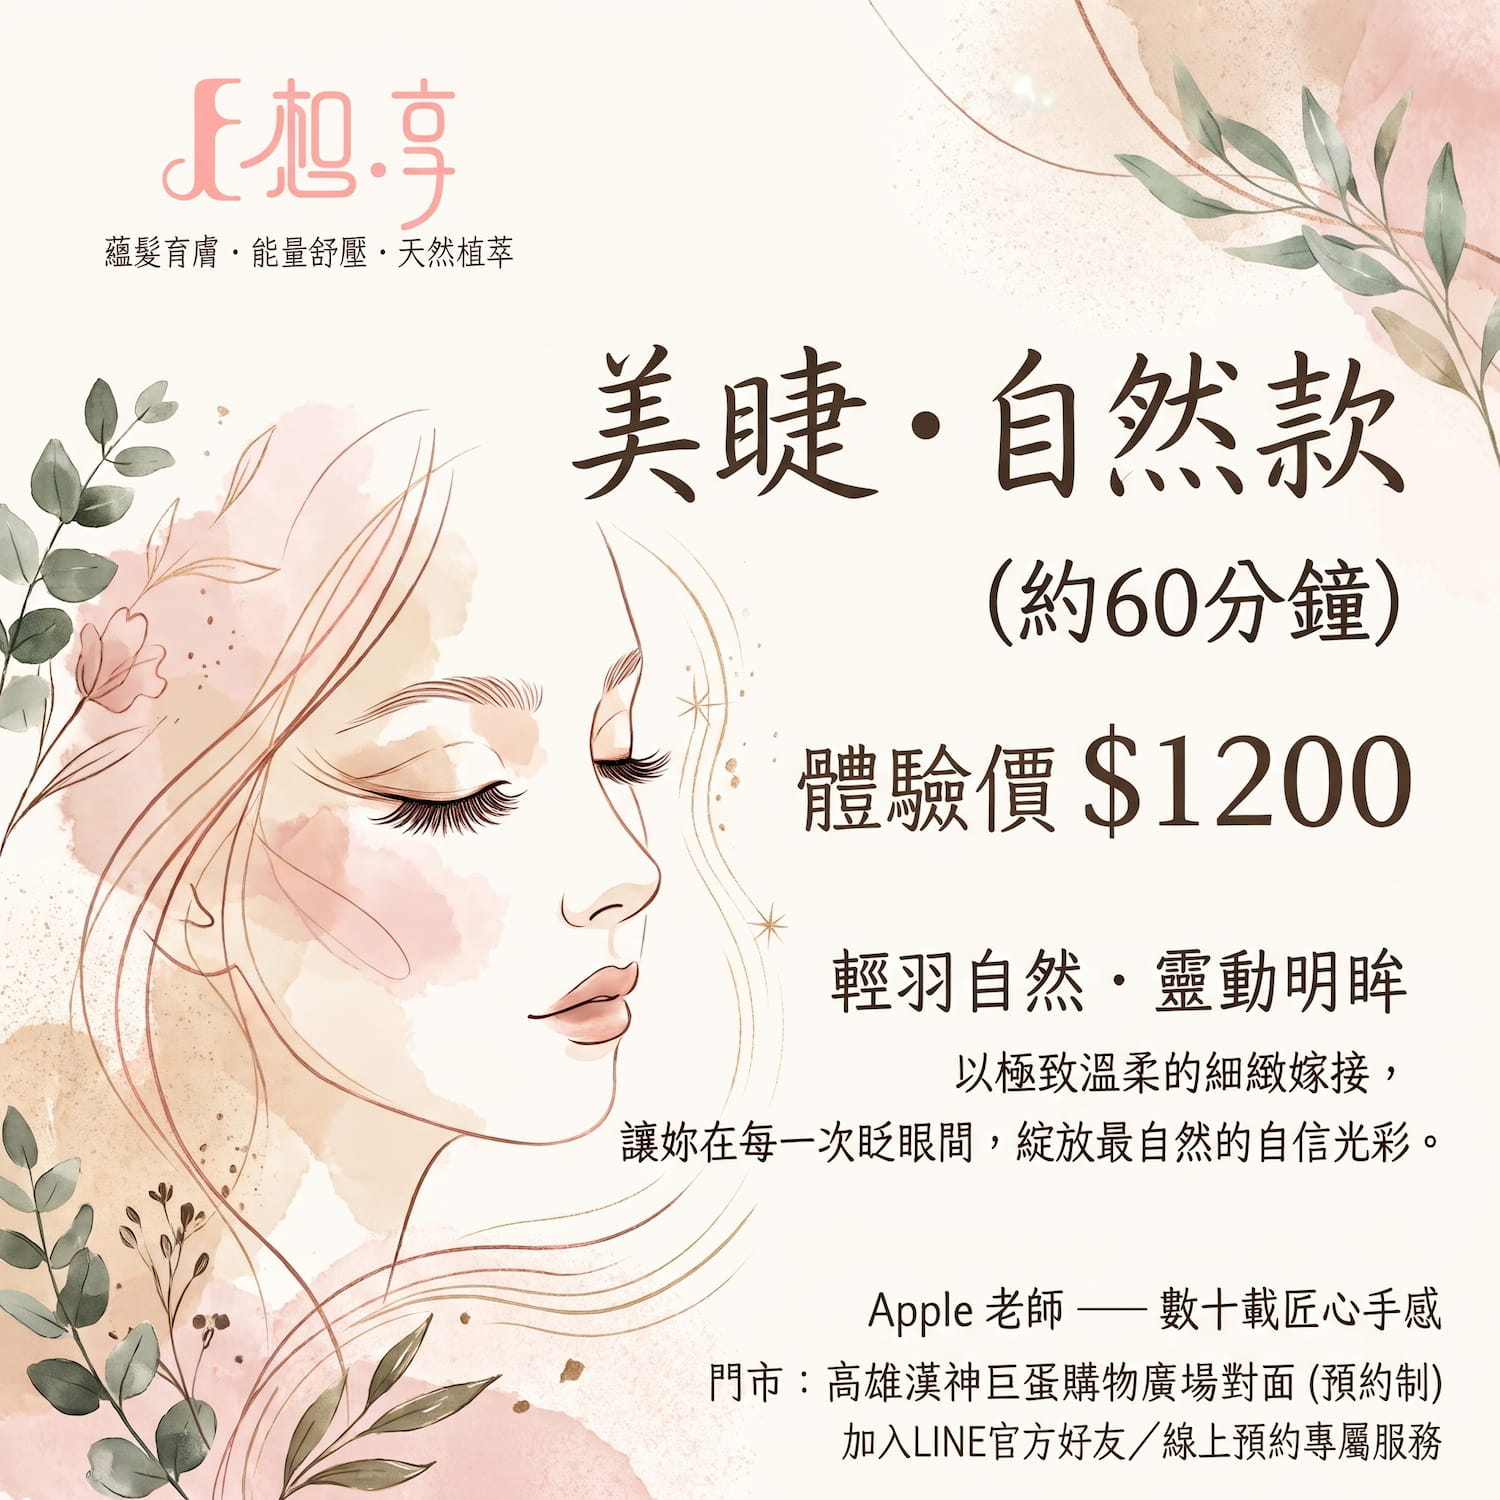 想·享
蘊髮育膚·能量舒壓·天然植萃
美睫·自然款
(約60分鐘)
體驗價 $1200
輕羽自然·靈動明眸
以極致溫柔的細緻嫁接，
讓妳在每一次眨眼間，綻放最自然的自信光彩。
Apple 老師 —— 數十載匠心手感
門市：高雄漢神巨蛋購物廣場對面 (預約制)
加入LINE官方好友／線上預約專屬服務